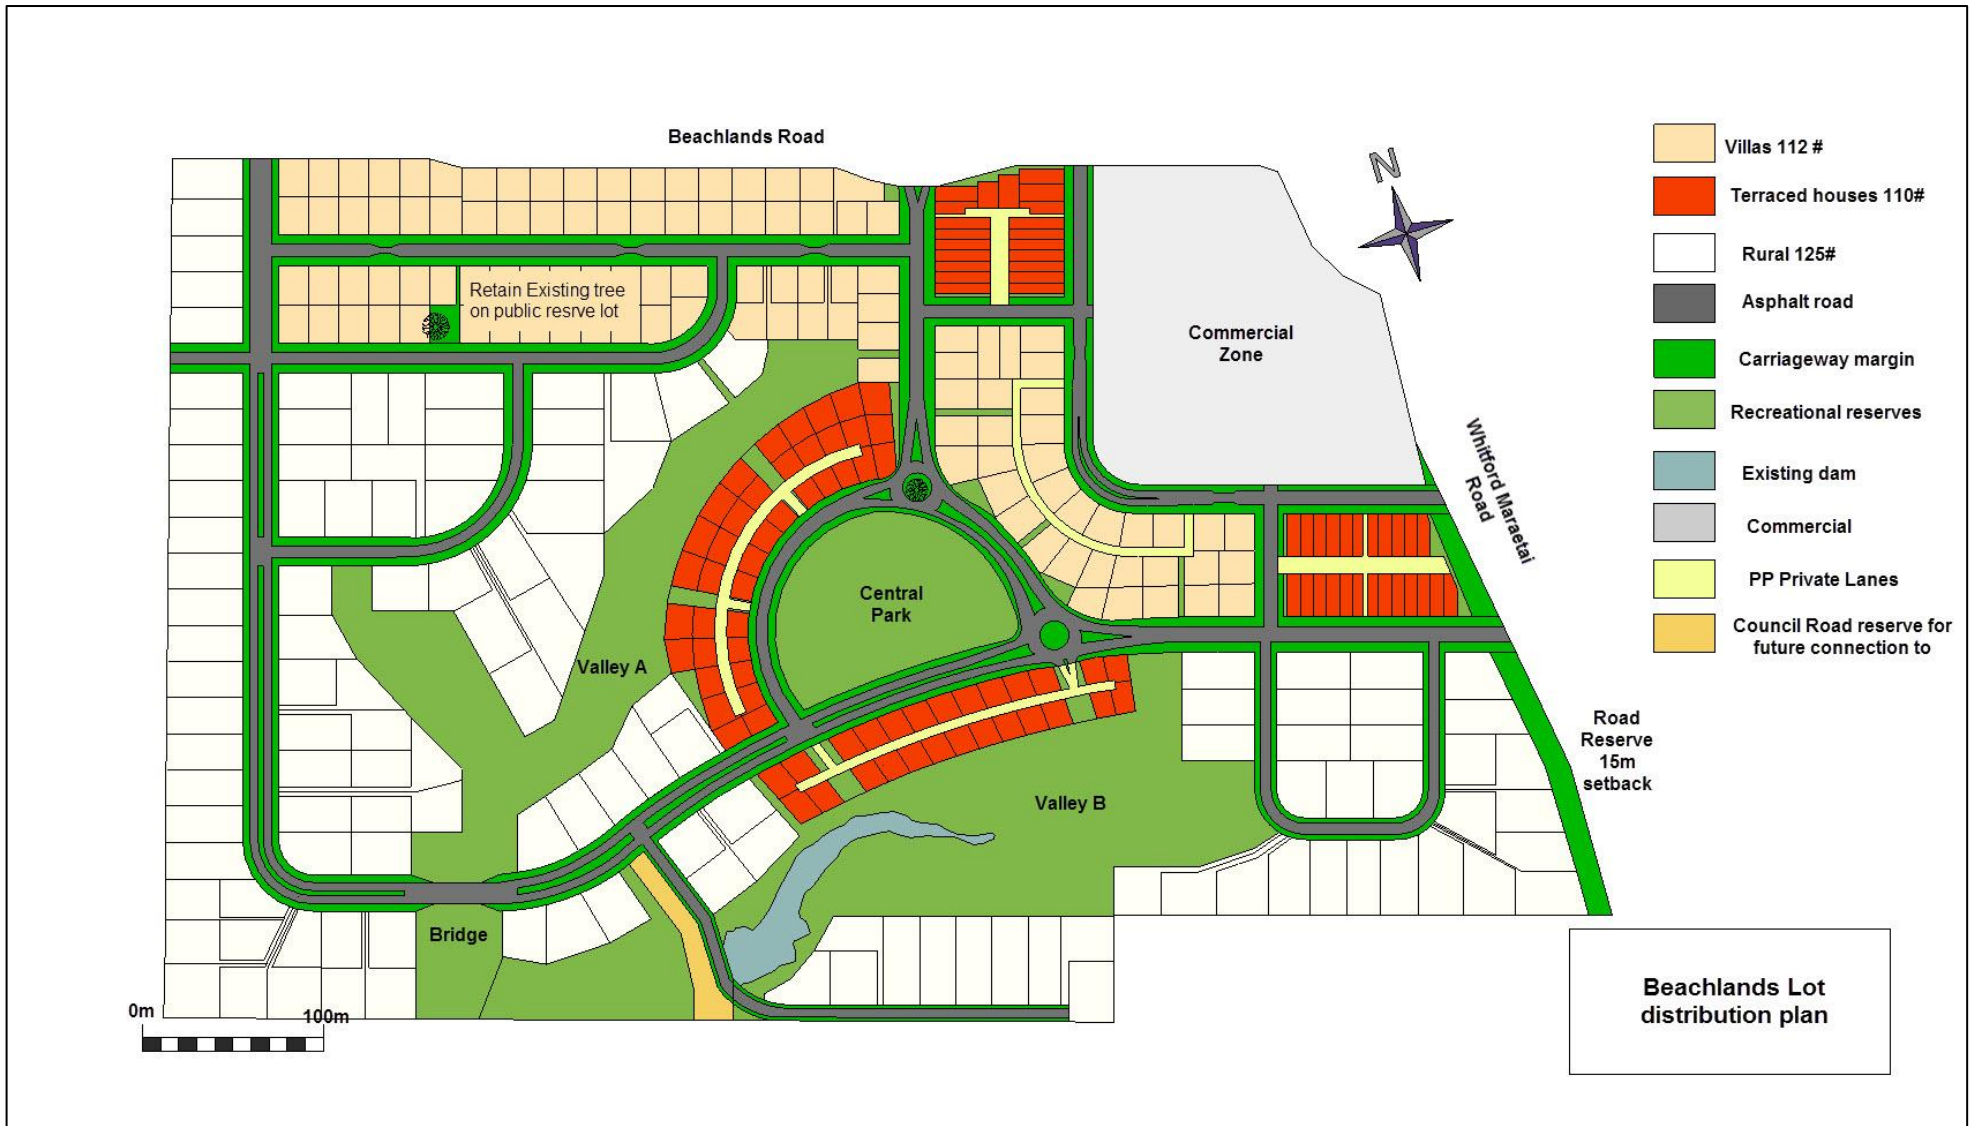 Beachlands Road
N
Villas 112 #
Terraced houses 110#
Rural 125#
Asphalt road
Carriageway margin
Recreational reserves
Existing dam
Commercial
PP Private Lanes
Council Road reserve for
future connection to
Retain Existing tree
on public resrve lot
Commercial
Zone
Whitford Maraetai
Road
Central
Park
Valley A
Valley B
Road
Reserve
15m
setback
Bridge
0m
100m
Beachlands Lot
distribution plan